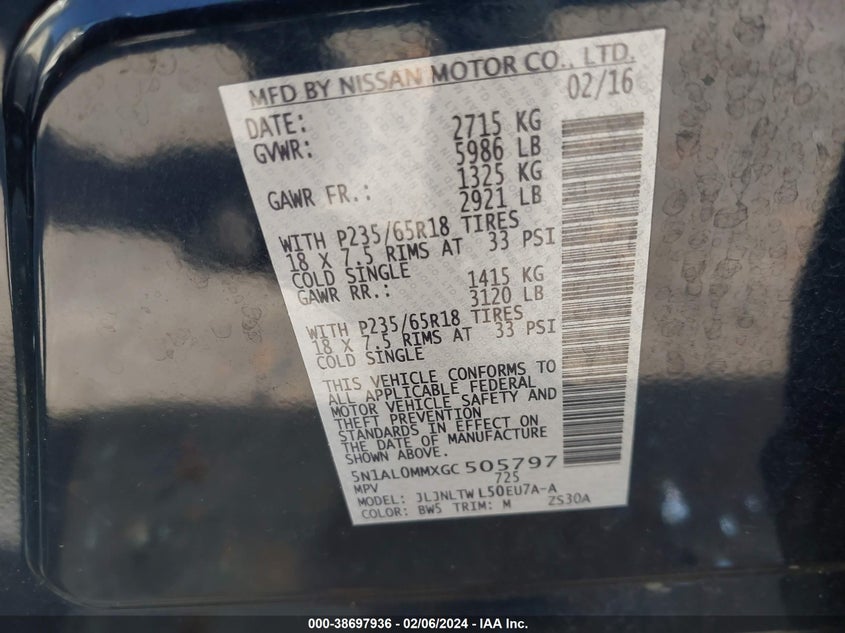 MFD BY NISSAN MOTOR CO., LTD.
DATE: 02/16
GVWR: 2715 KG
5986 LB
GAWR FR.: 1325 KG
2921 LB
WITH P235/65R18 TIRES
18 X 7.5 RIMS AT 33 PSI
COLD SINGLE
GAWR RR.: 1415 KG
3120 LB
WITH P235/65R18 TIRES
18 X 7.5 RIMS AT 33 PSI
COLD SINGLE
THIS VEHICLE CONFORMS TO
ALL APPLICABLE FEDERAL
MOTOR VEHICLE SAFETY AND
THEFT PREVENTION
STANDARDS IN EFFECT ON
THE DATE OF MANUFACTURE
SHOWN ABOVE.
5N1AL0MMXGC 505797
MPV 725
MODEL: JLJNLTW L50EU7A-A
COLOR: BW5 TRIM: M ZS30A
000-38697936 - 02/06/2024 - IAA Inc.